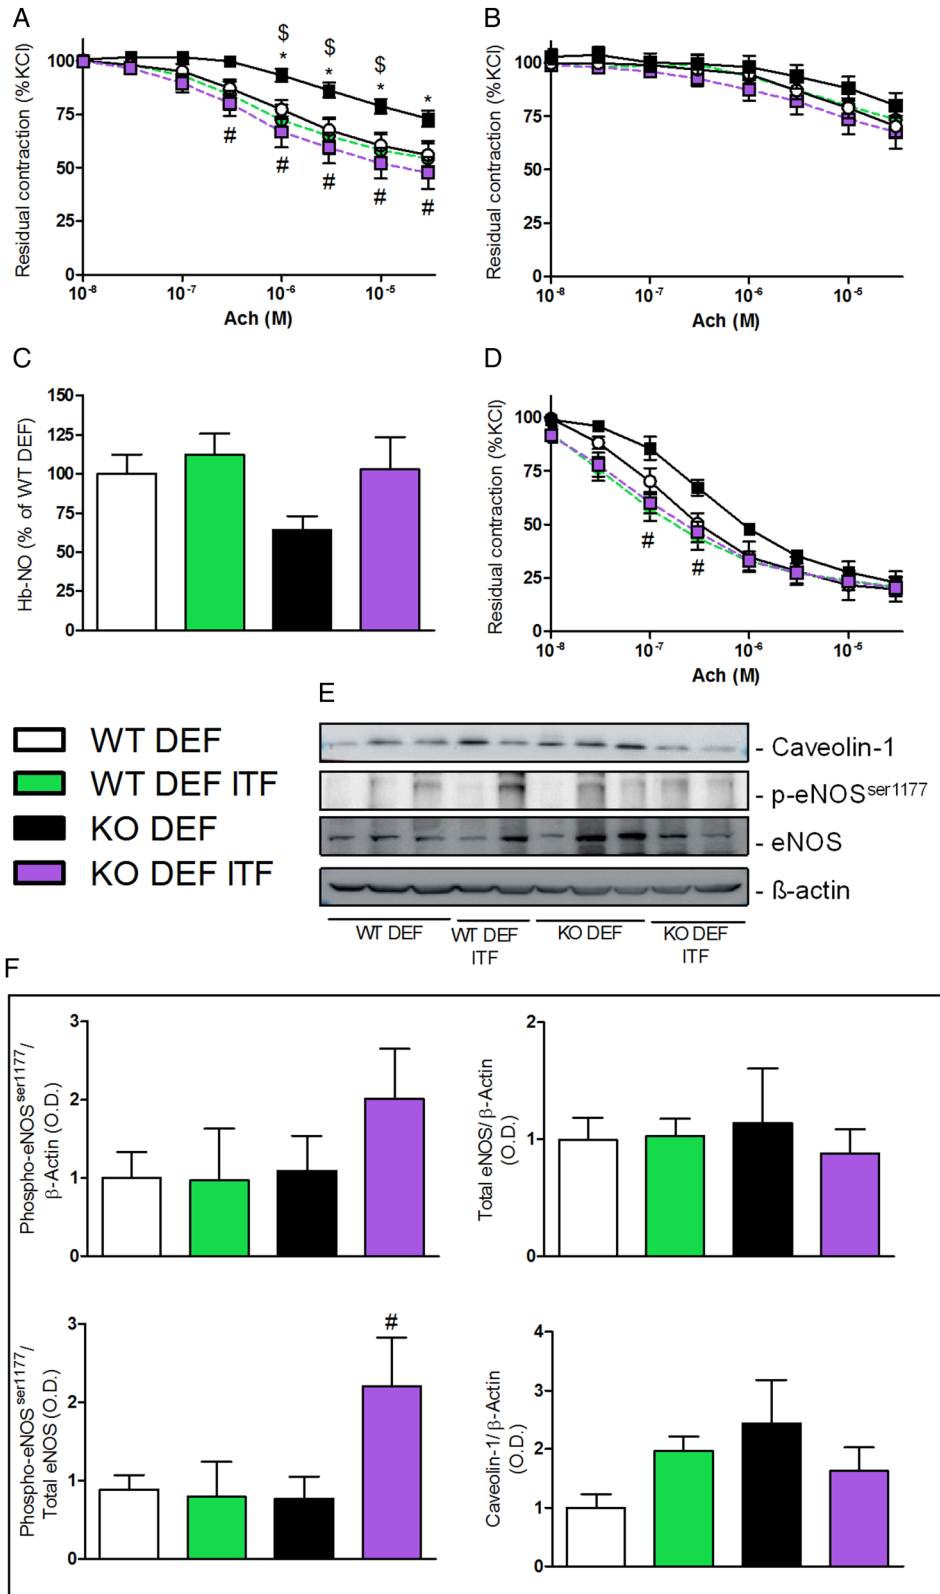 A
B
$
$
$
*
*
*
*
100
75
50
25
0
Residual contraction (%KCl)
#
#
#
#
#
10-8
10-7
10-6
10-5
Ach (M)
100
75
50
25
0
Residual contraction (%KCl)
10-8
10-7
10-6
10-5
Ach (M)
C
D
150
125
100
75
50
25
0
Hb-NO (% of WT DEF)
100
75
50
25
0
Residual contraction (%KCl)
#
#
10-8
10-7
10-6
10-5
Ach (M)
WT DEF
WT DEF ITF
KO DEF
KO DEF ITF
E
- Caveolin-1
- p-eNOSser1177
- eNOS
- ß-actin
WT DEF
WT DEF
ITF
KO DEF
KO DEF
ITF
F
3
2
1
0
Phospho-eNOSser1177/
β-Actin (O.D.)
2
1
0
Total eNOS/β-Actin
(O.D.)
3
2
1
0
Phospho-eNOSser1177/
Total eNOS (O.D.)
#
4
3
2
1
0
Caveolin-1/β-Actin
(O.D.)